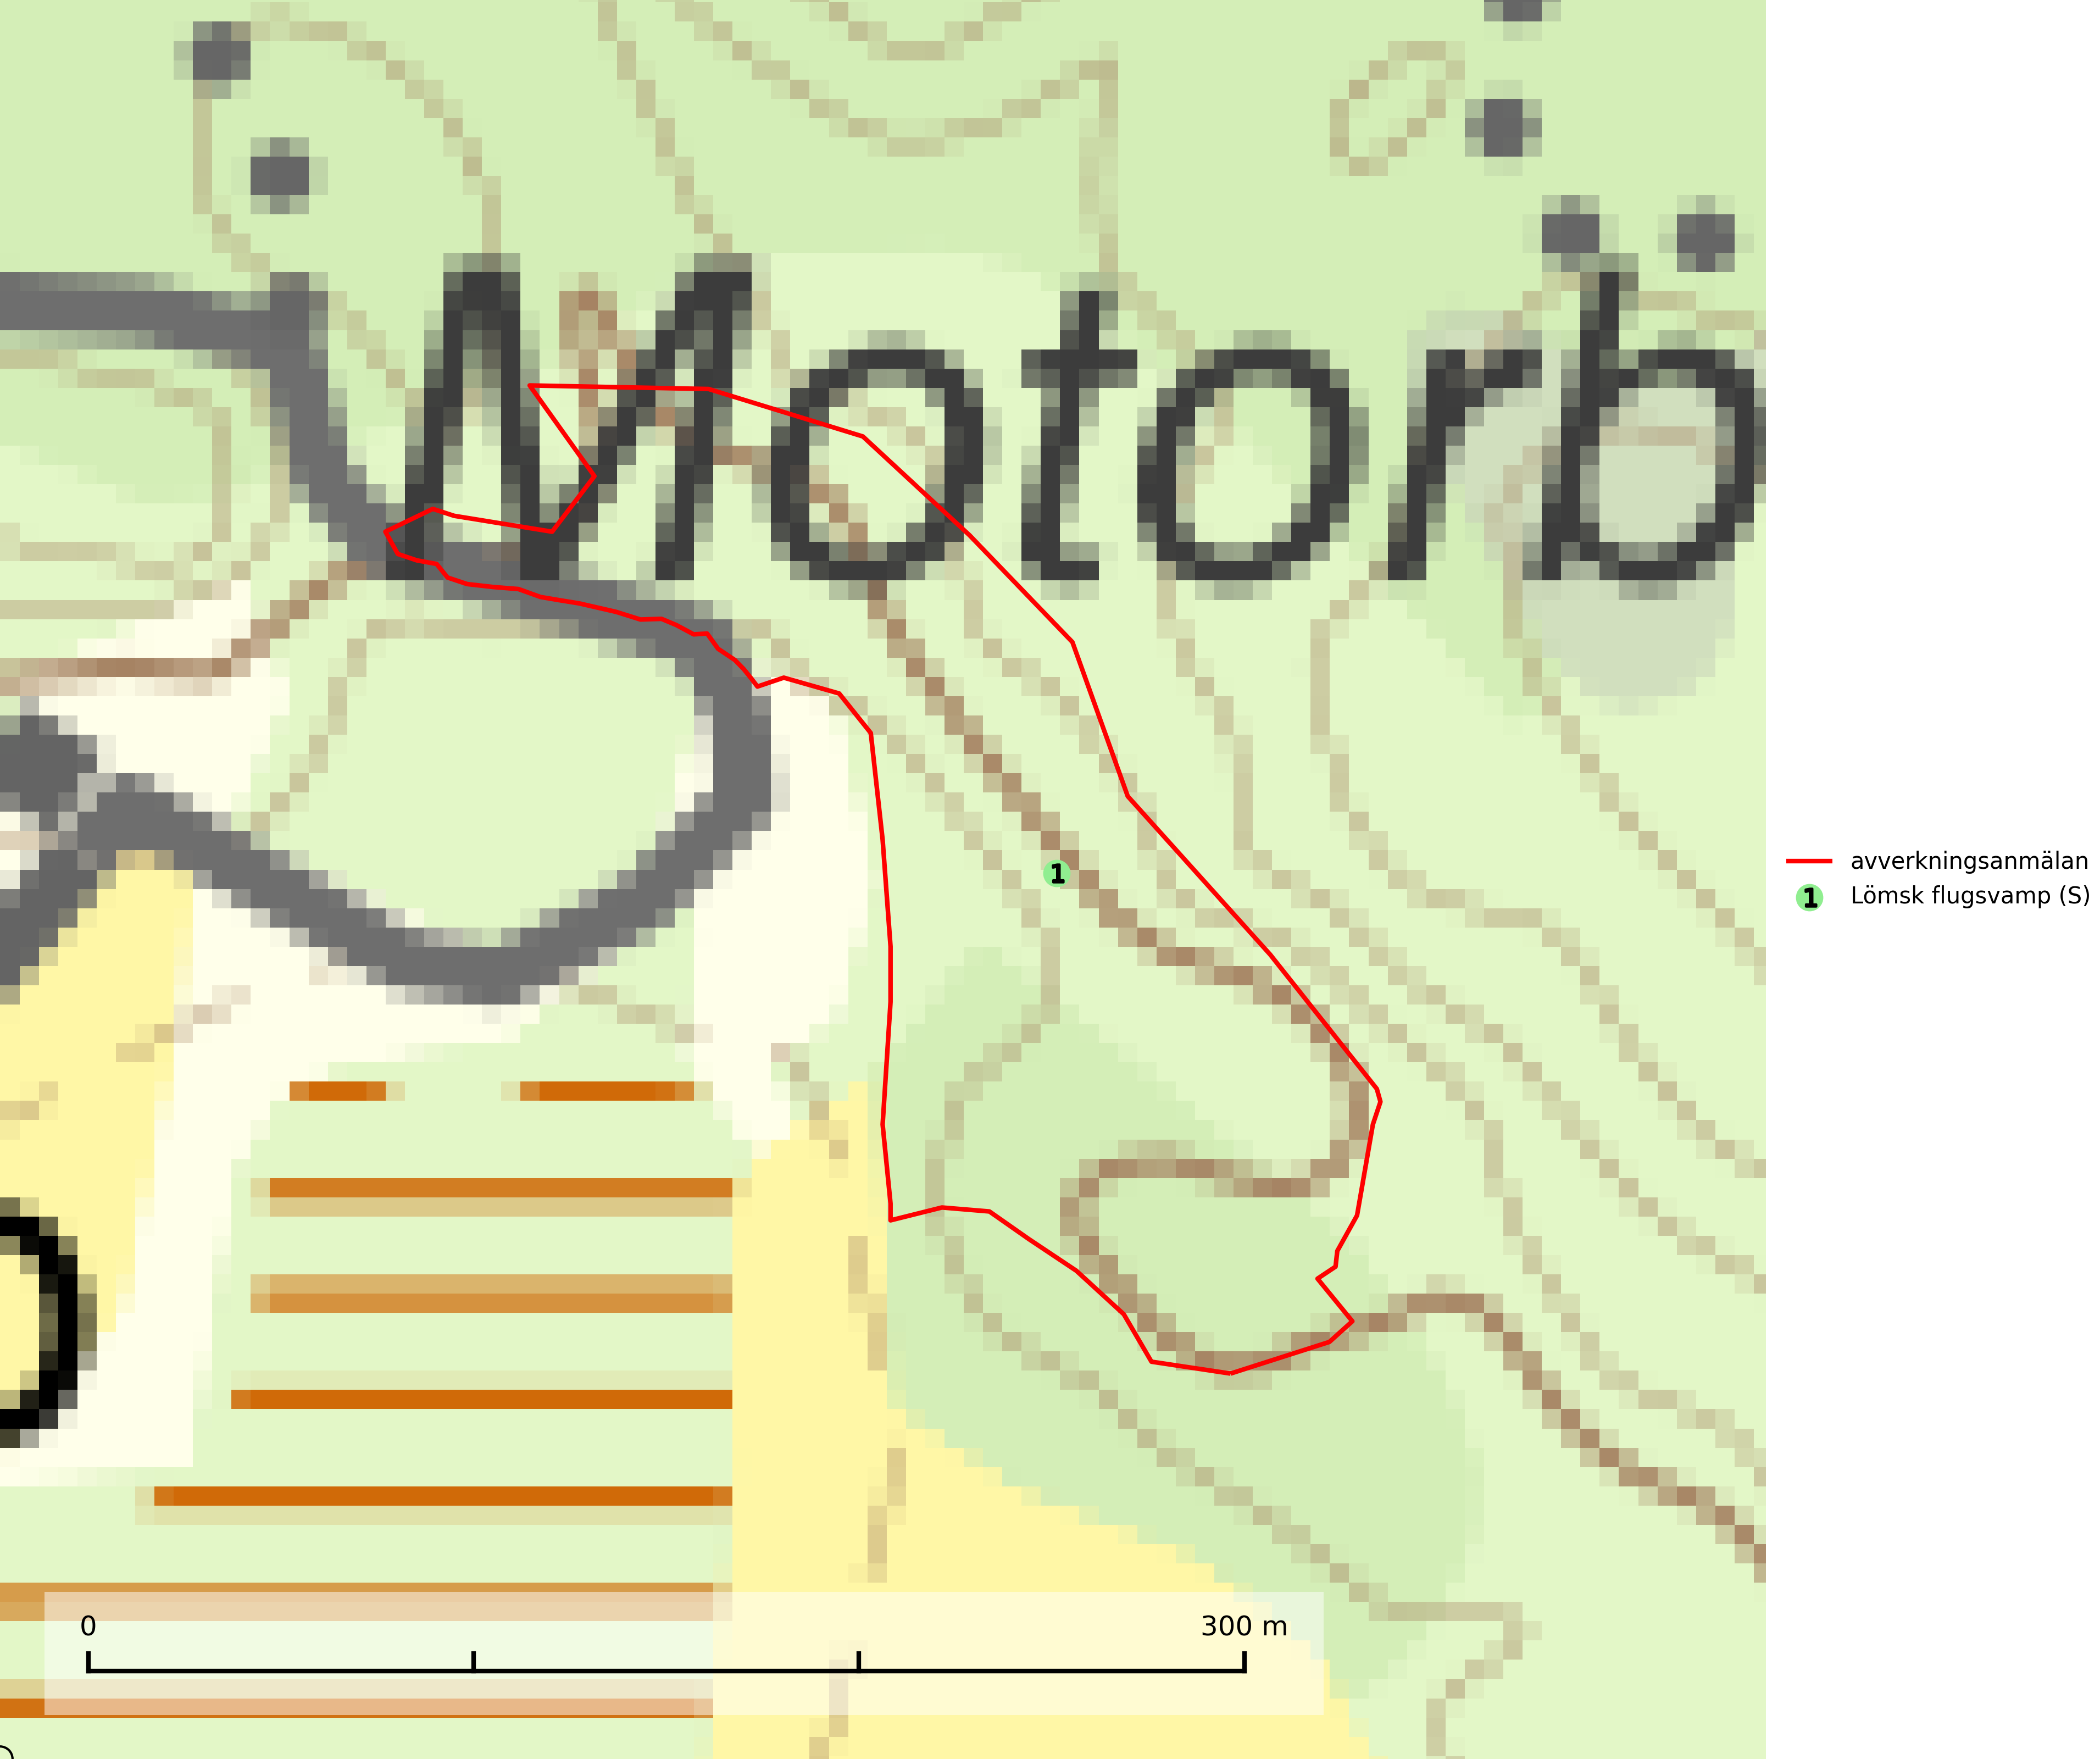 Motorb
1
avverkningsanmälan
1 Lömsk flugsvamp (S)
0 300 m